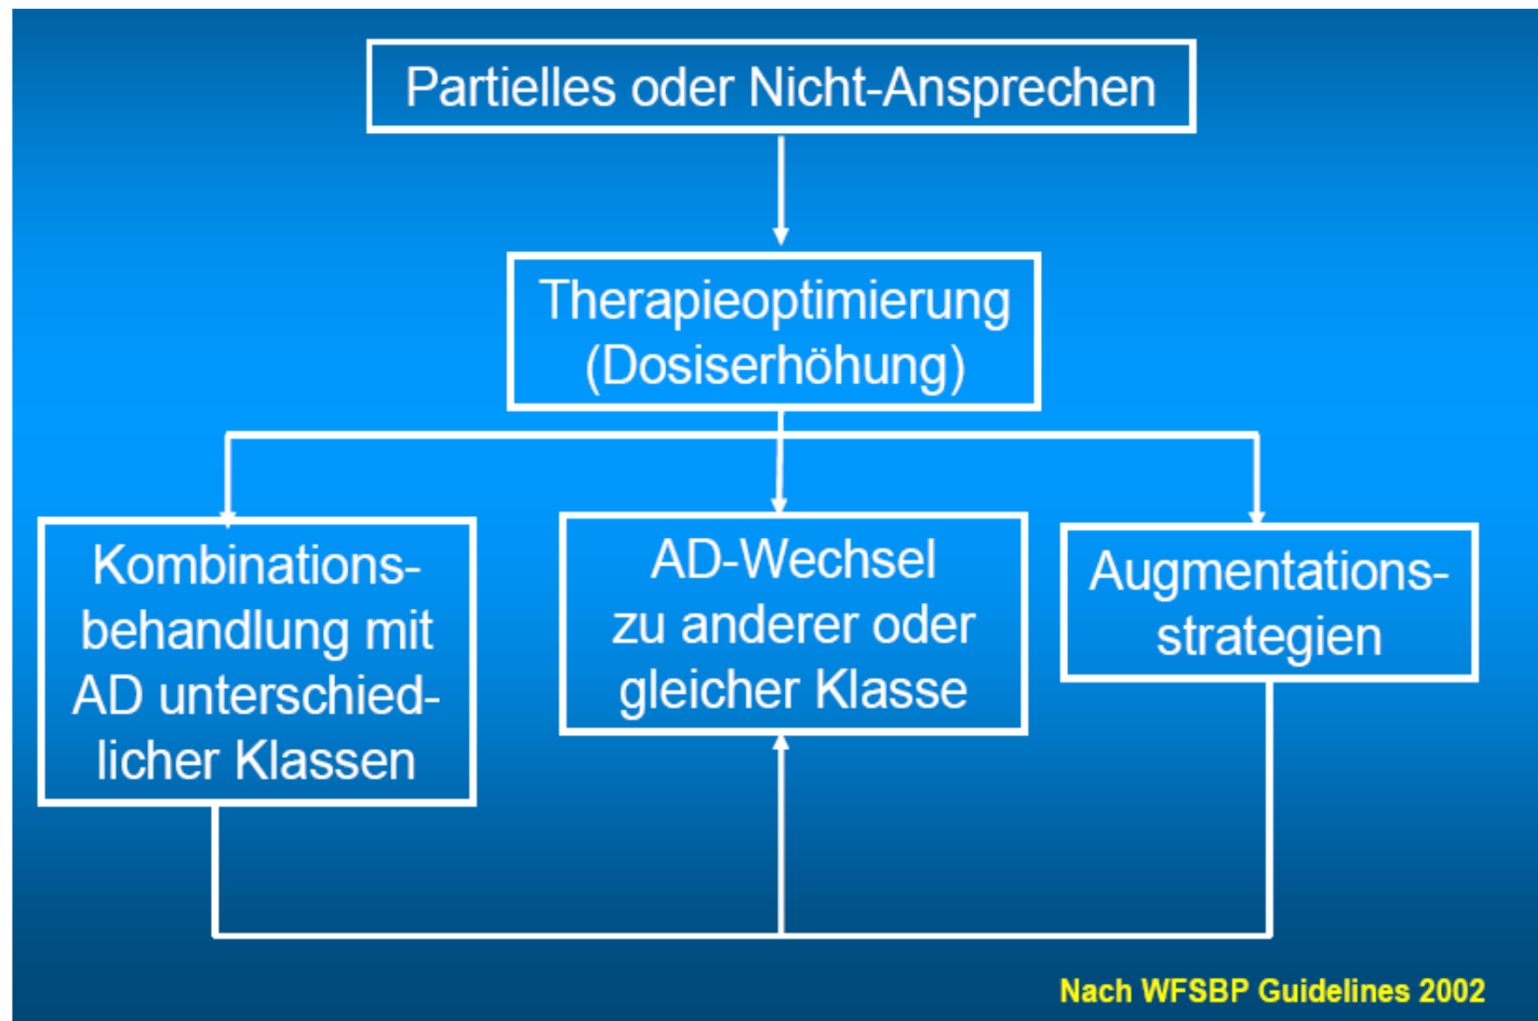 Partielles oder Nicht-Ansprechen
Therapieoptimierung
(Dosiserhöhung)
Kombinations-
behandlung mit
AD unterschied-
licher Klassen
AD-Wechsel
zu anderer oder
gleicher Klasse
Augmentations-
strategien
Nach WFSBP Guidelines 2002